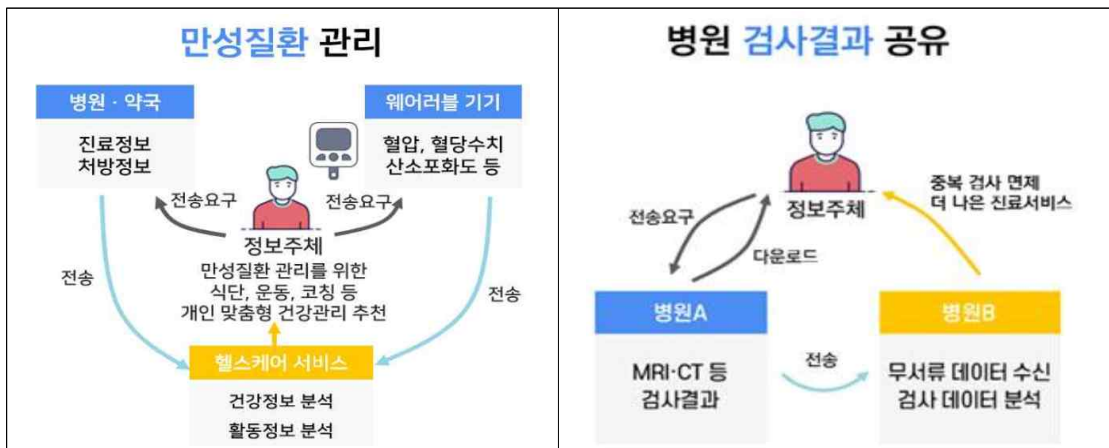 만성질환 관리
병원 · 약국
진료정보
처방정보
웨어러블 기기
혈압, 혈당수치
산소포화도 등
전송요구
전송요구
정보주체
만성질환 관리를 위한
식단, 운동, 코칭 등
개인 맞춤형 건강관리 추천
전송
전송
헬스케어 서비스
건강정보 분석
활동정보 분석
병원 검사결과 공유
정보주체
중복 검사 면제
더 나은 진료서비스
전송요구
다운로드
병원A
MRI·CT 등
검사결과
전송
병원B
무서류 데이터 수신
검사 데이터 분석